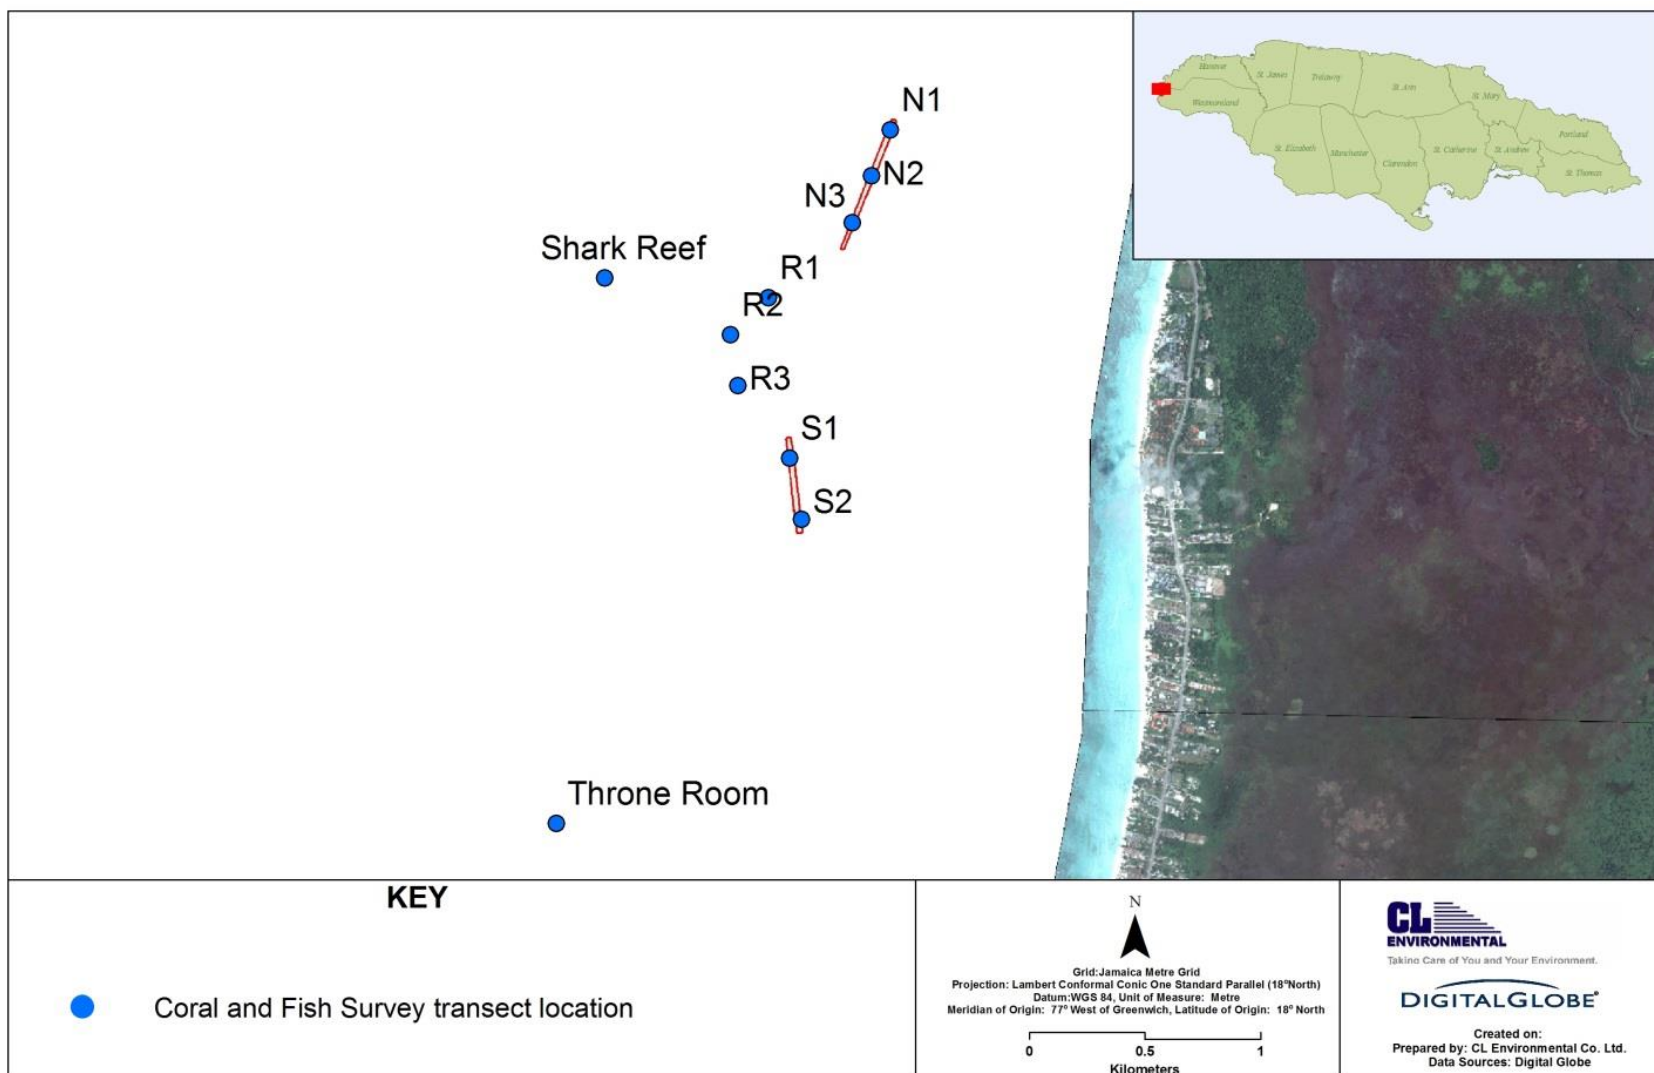 N1
N2
N3
Shark Reef
R1
R2
R3
S1
S2
Throne Room
Hanover
St. James
Trelawny
St. Ann
St. Mary
Westmoreland
Portland
St. Elizabeth
Manchester
Clarendon
St. Catherine
St. Andrew
St. Thomas
KEY
Coral and Fish Survey transect location
N
Grid:Jamaica Metre Grid
Projection: Lambert Conformal Conic One Standard Parallel (18°North)
Datum:WGS 84, Unit of Measure: Metre
Meridian of Origin: 77° West of Greenwich, Latitude of Origin: 18° North
0 0.5 1
Kilometers
CL
ENVIRONMENTAL
Taking Care of You and Your Environment.
DIGITALGLOBE®
Created on:
Prepared by: CL Environmental Co. Ltd.
Data Sources: Digital Globe